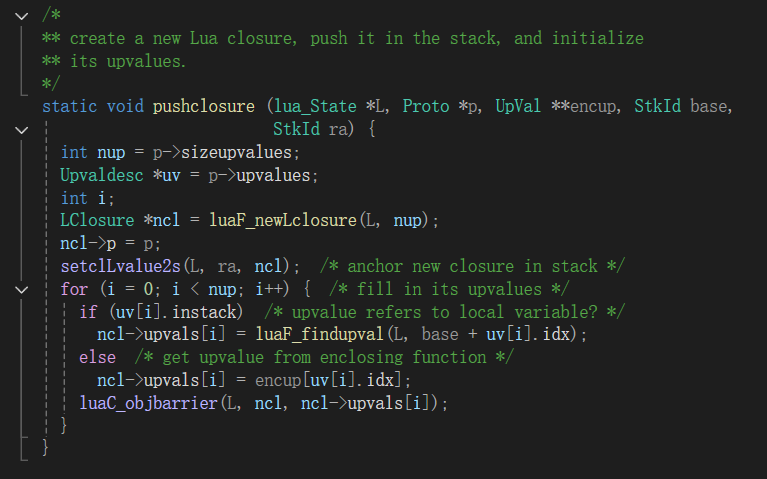 /*
** create a new Lua closure, push it in the stack, and initialize
** its upvalues.
*/
static void pushclosure (lua_State *L, Proto *p, UpVal **encup, StkId base,
                         StkId ra) {
  int nup = p->sizeupvalues;
  Upvaldesc *uv = p->upvalues;
  int i;
  LClosure *ncl = luaF_newLclosure(L, nup);
  ncl->p = p;
  setclLvalue2s(L, ra, ncl);  /* anchor new closure in stack */
  for (i = 0; i < nup; i++) {  /* fill in its upvalues */
    if (uv[i].instack)  /* upvalue refers to local variable? */
      ncl->upvals[i] = luaF_findupval(L, base + uv[i].idx);
    else  /* get upvalue from enclosing function */
      ncl->upvals[i] = encup[uv[i].idx];
    luaC_objbarrier(L, ncl, ncl->upvals[i]);
  }
}